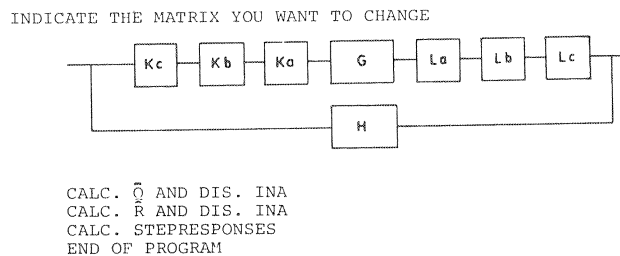 INDICATE THE MATRIX YOU WANT TO CHANGE
Kc Kb Ka G La Lb Lc
H
CALC. Q̂ AND DIS. INA
CALC. R̂ AND DIS. INA
CALC. STEPRESPONSES
END OF PROGRAM